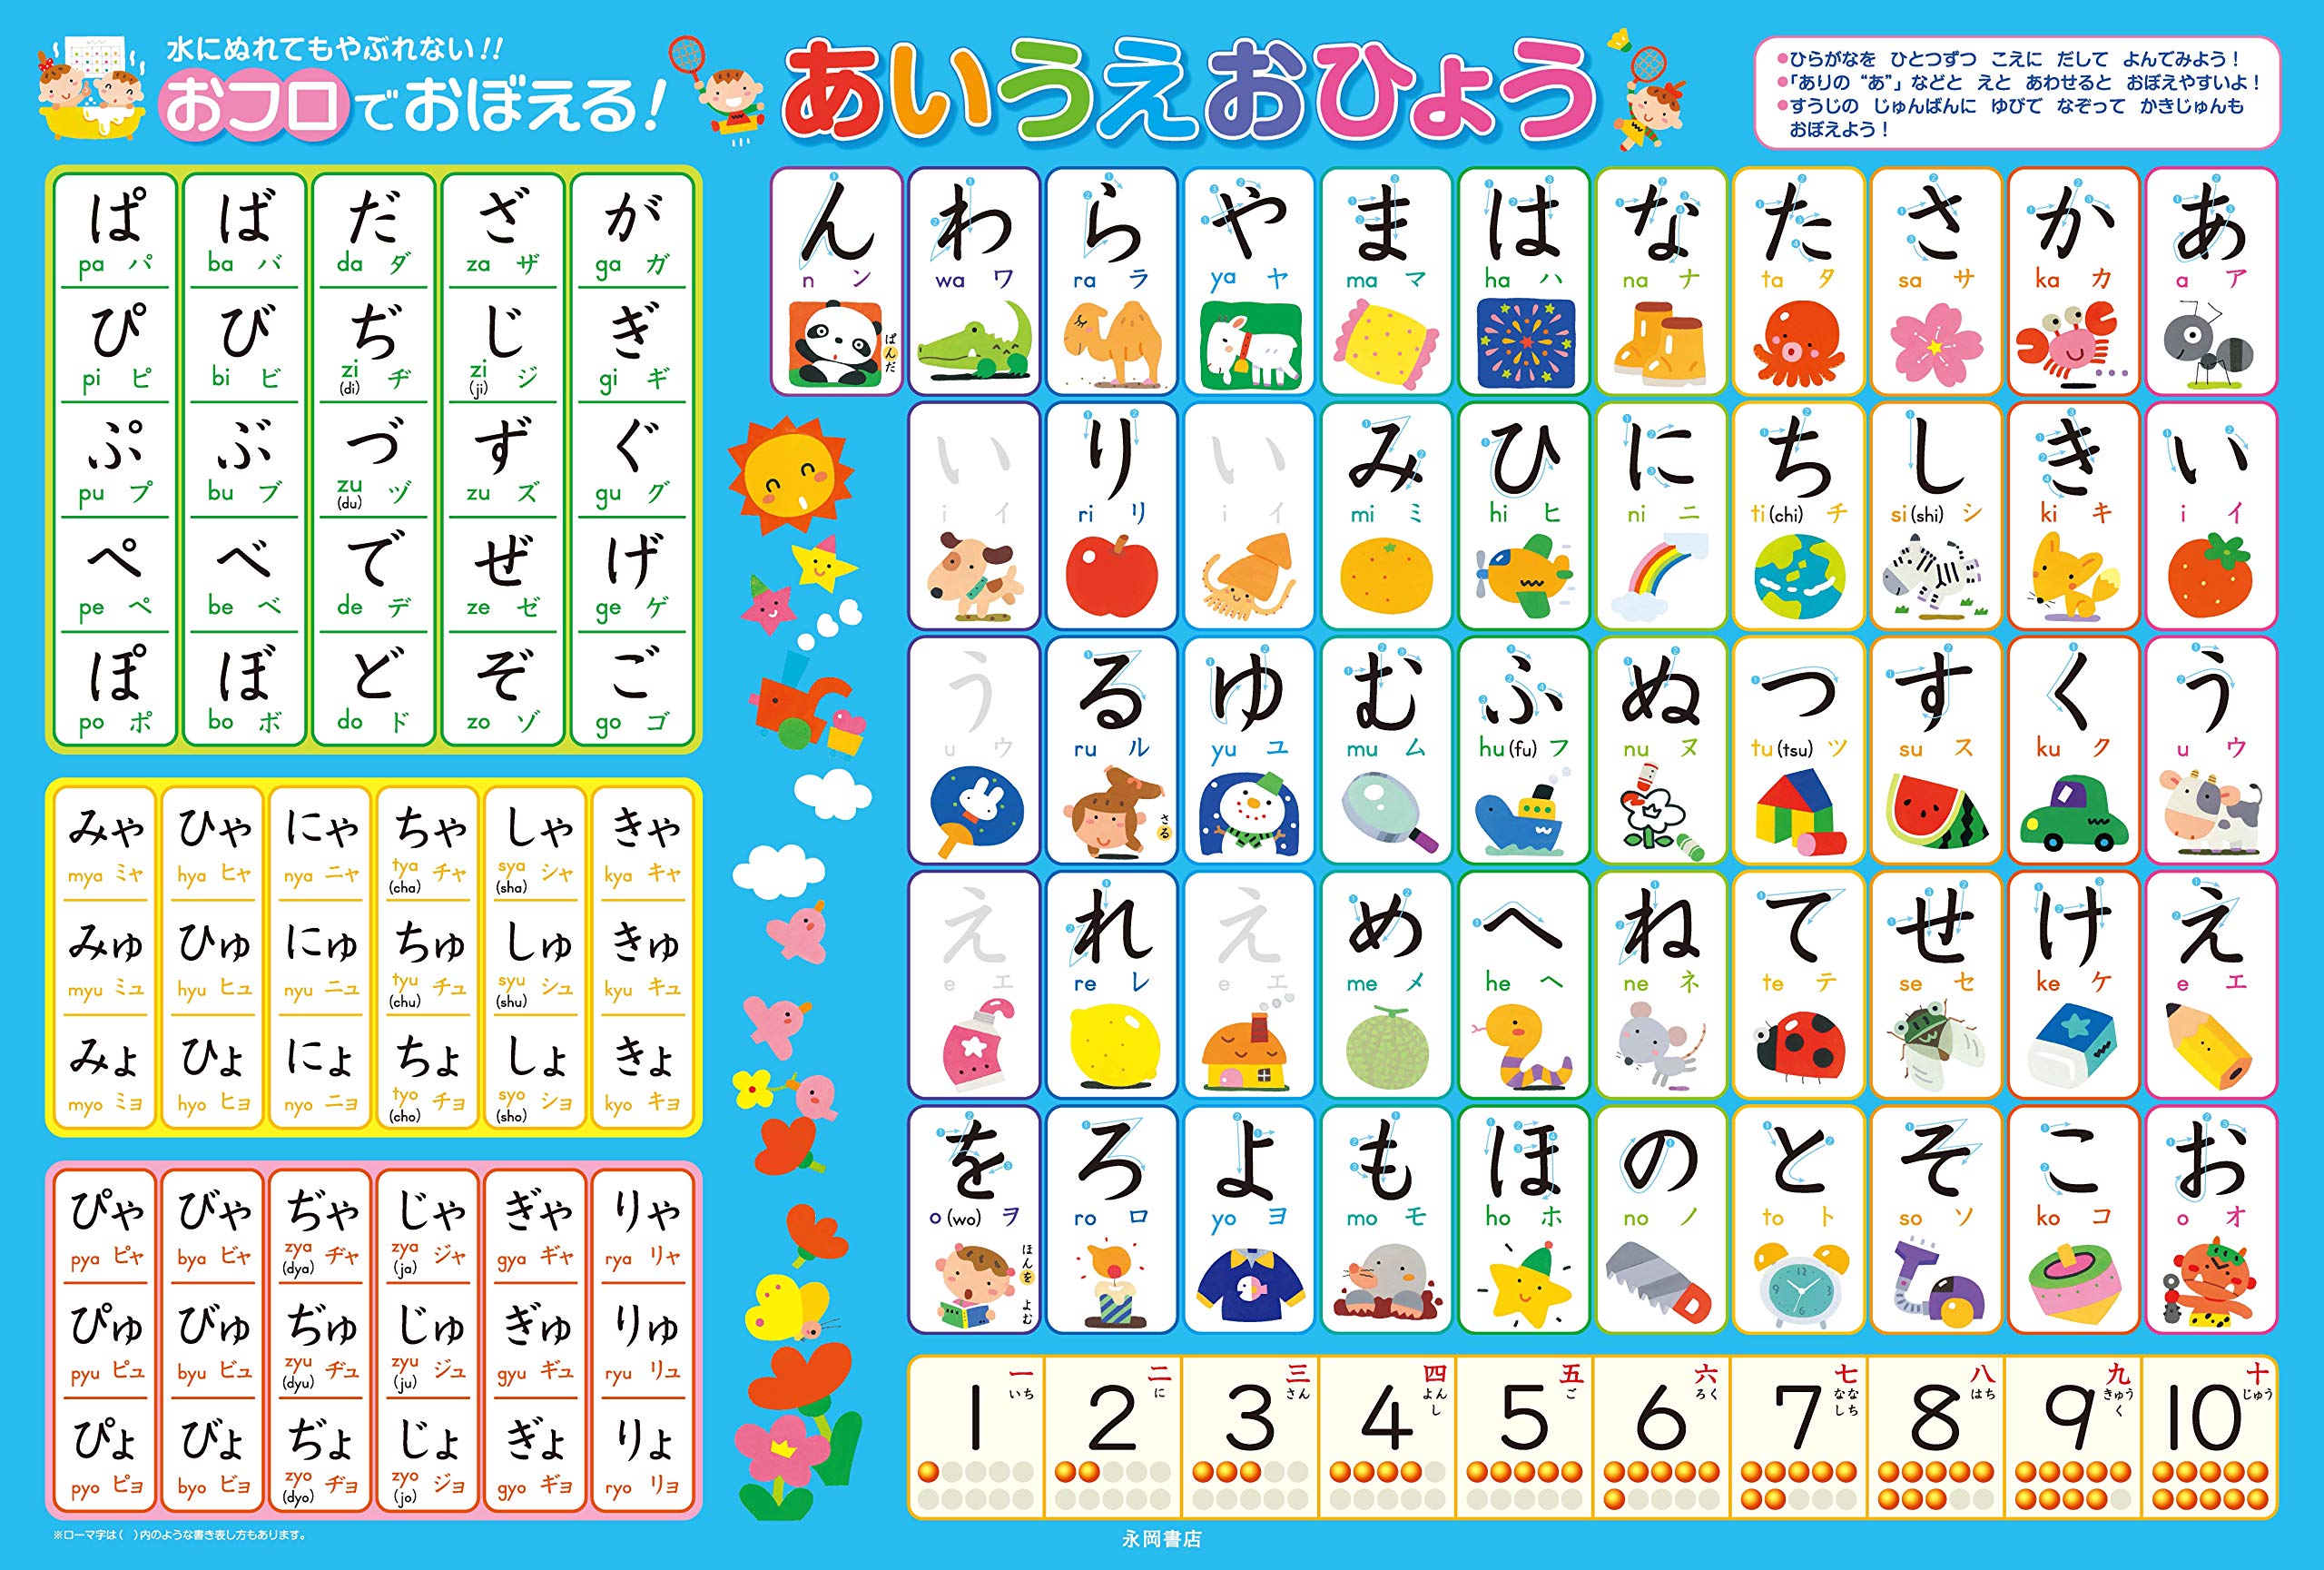 水にぬれてもやぶれない!!
おフロでおぼえる!
あいうえおひょう
●ひらがなを ひとつずつ こえに だして よんでみよう!
●「ありの “あ”」などと えと あわせると おぼえやすいよ!
●すうじの じゅんばんに ゆびで なぞって かきじゅんも
おぼえよう!
ぱ ば だ ざ が
pa パ ba バ da ダ za ザ ga ガ
ぴ び ぢ じ ぎ
pi ピ bi ビ zi (di) ヂ zi (ji) ジ gi ギ
ぷ ぶ づ ず ぐ
pu プ bu ブ zu (du) ヅ zu ズ gu グ
ぺ べ で ぜ げ
pe ペ be ベ de デ ze ゼ ge ゲ
ぽ ぼ ど ぞ ご
po ポ bo ボ do ド zo ゾ go ゴ
みゃ ひゃ にゃ ちゃ しゃ きゃ
mya ミャ hya ヒャ nya ニャ tya (cha) チャ sya (sha) シャ kya キャ
みゅ ひゅ にゅ ちゅ しゅ きゅ
myu ミュ hyu ヒュ nyu ニュ tyu (chu) チュ syu (shu) シュ kyu キュ
みょ ひょ にょ ちょ しょ きょ
myo ミョ hyo ヒョ nyo ニョ tyo (cho) チョ syo (sho) ショ kyo キョ
ぴゃ びゃ ぢゃ じゃ ぎゃ りゃ
pya ピャ bya ビャ zya (dya) ヂャ zya (ja) ジャ gya ギャ rya リャ
ぴゅ びゅ ぢゅ じゅ ぎゅ りゅ
pyu ピュ byu ビュ zyu (dyu) ヂュ zyu (ju) ジュ gyu ギュ ryu リュ
ぴょ びょ ぢょ じょ ぎょ りょ
pyo ピョ byo ビョ zyo (dyo) ヂョ zyo (jo) ジョ gyo ギョ ryo リョ
※ローマ字は( )内のような書き表し方もあります。
ん わ ら や ま は な た さ か あ
n ン wa ワ ra ラ ya ヤ ma マ ha ハ na ナ ta タ sa サ ka カ a ア
ぱんだ
い り い み ひ に ち し き い
i イ ri リ i イ mi ミ hi ヒ ni ニ ti (chi) チ si (shi) シ ki キ i イ
う る ゆ む ふ ぬ つ す く う
u ウ ru ル yu ユ mu ム hu (fu) フ nu ヌ tu (tsu) ツ su ス ku ク u ウ
さる
え れ え め へ ね て せ け え
e エ re レ e エ me メ he ヘ ne ネ te テ se セ ke ケ e エ
を ろ よ も ほ の と そ こ お
o (wo) ヲ ro ロ yo ヨ mo モ ho ホ no ノ to ト so ソ ko コ o オ
ほんを よむ
一 二 三 四 五 六 七 八 九 十
いち に さん よん し ご ろく なな しち はち きゅう く じゅう
1 2 3 4 5 6 7 8 9 10
永岡書店